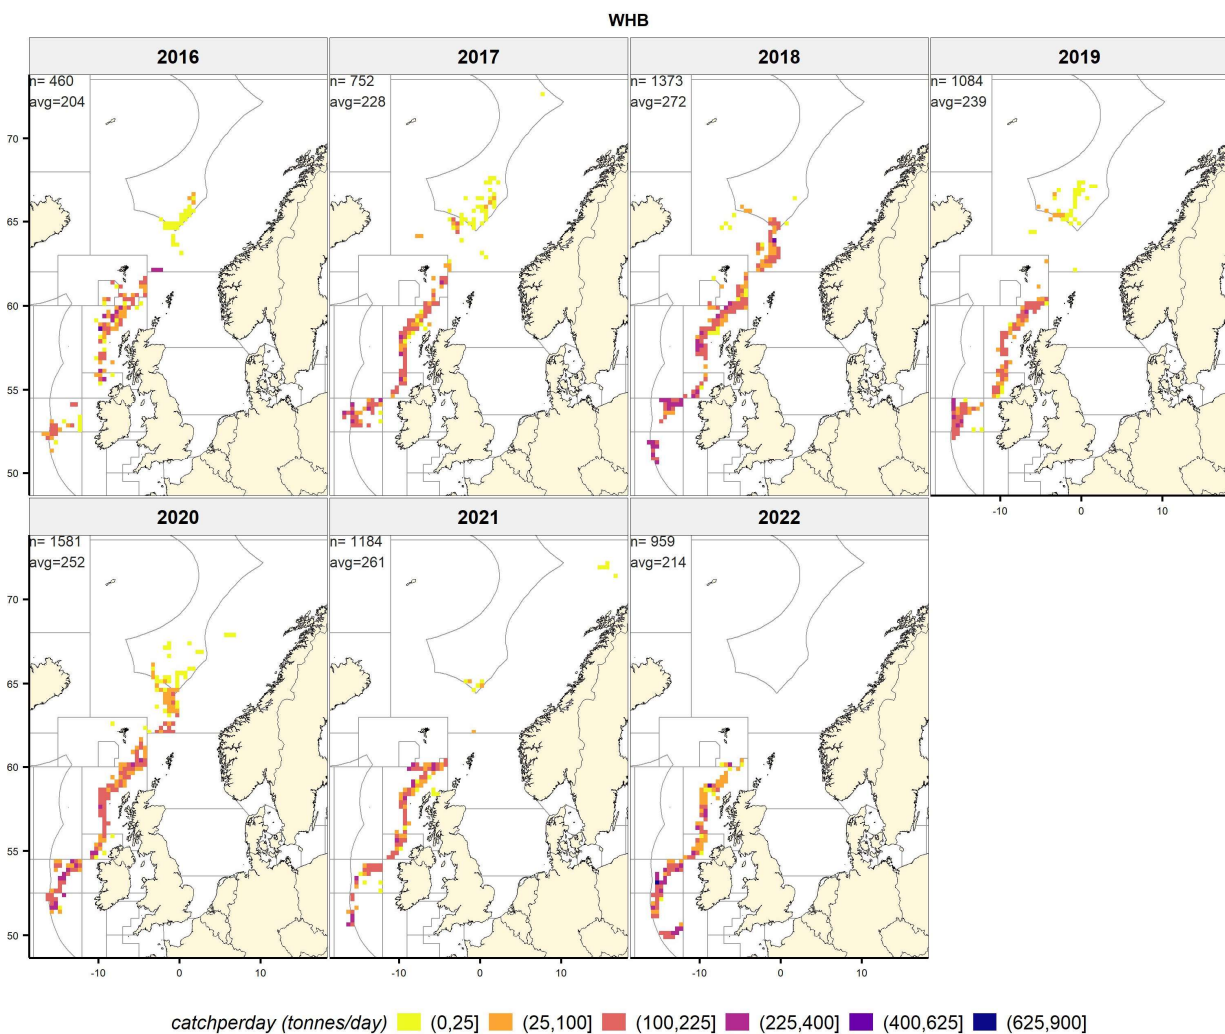 WHB
2016 2017 2018 2019
n= 460 n= 752 n= 1373 n= 1084
avg=204 avg=228 avg=272 avg=239
70
65
60
55
50
-10 0 10
2020 2021 2022
n= 1581 n= 1184 n= 959
avg=252 avg=261 avg=214
70
65
60
55
50
-10 0 10 -10 0 10 -10 0 10
catchperday (tonnes/day) (0,25] (25,100] (100,225] (225,400] (400,625] (625,900]